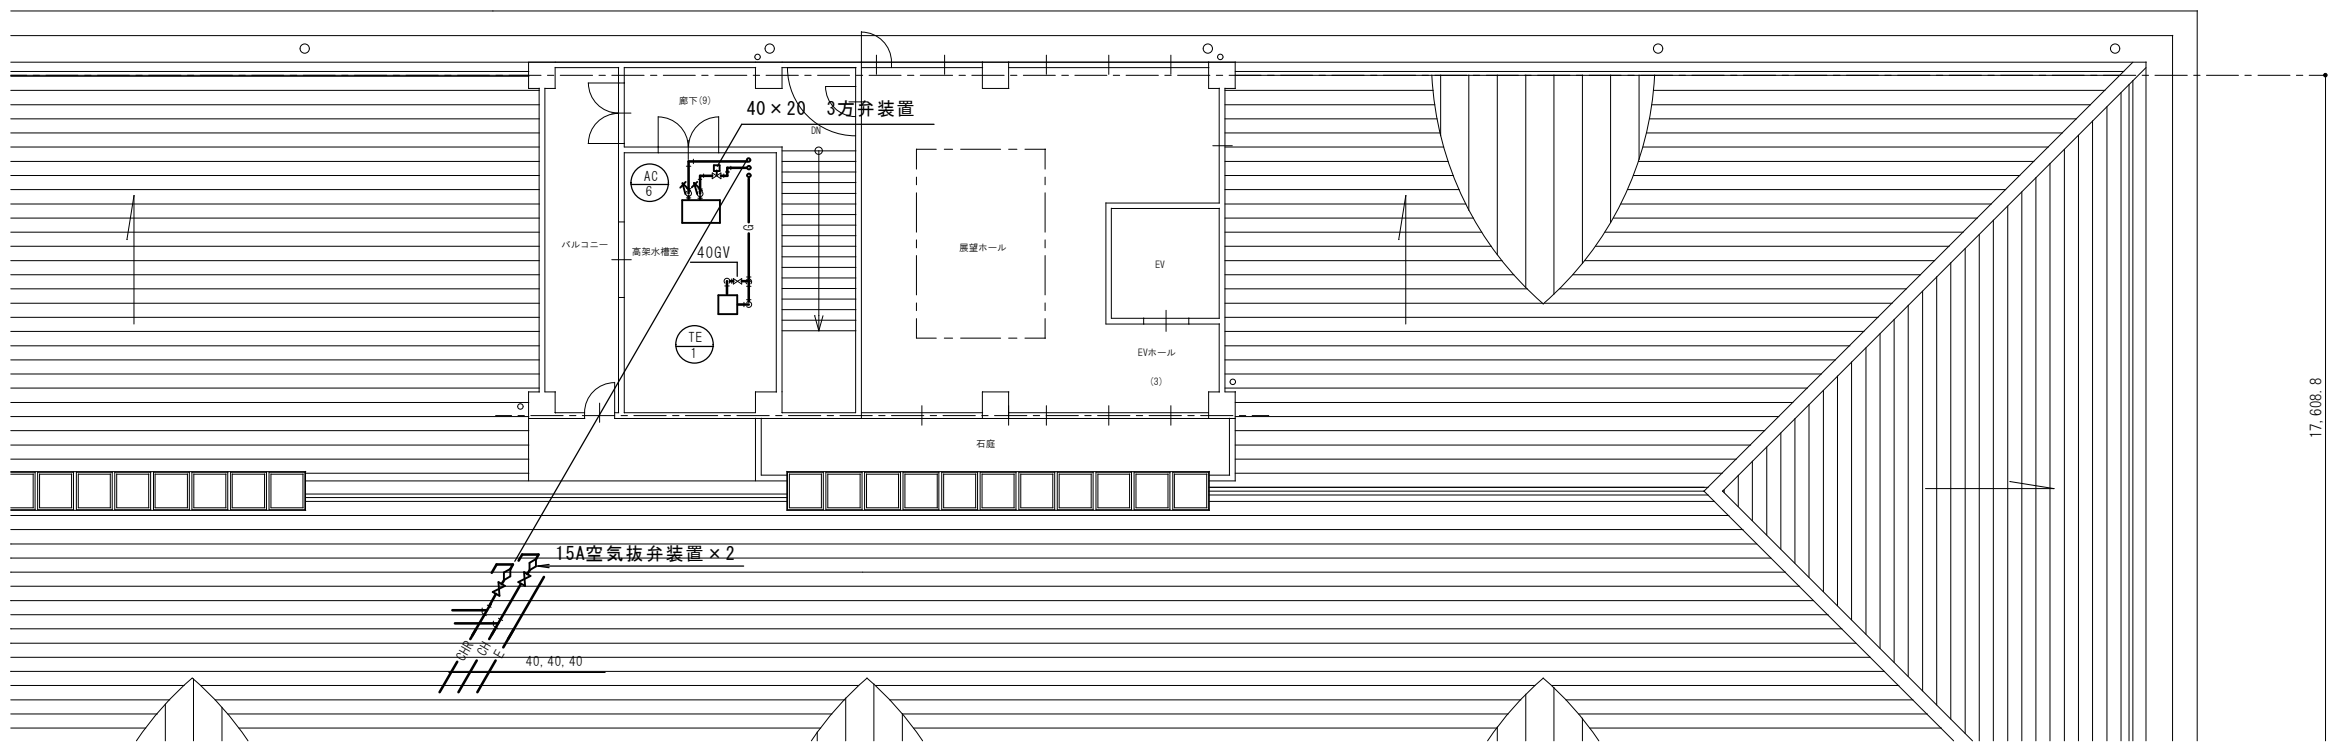 廊下(9)
40×20 3方弁装置
DN
AC
6
バルコニー
高架水槽室
G
40GV
展望ホール
EV
TE
1
EVホール
(3)
17,608.8
石庭
15A空気抜弁装置×2
CHR
CH
E
40,40,40